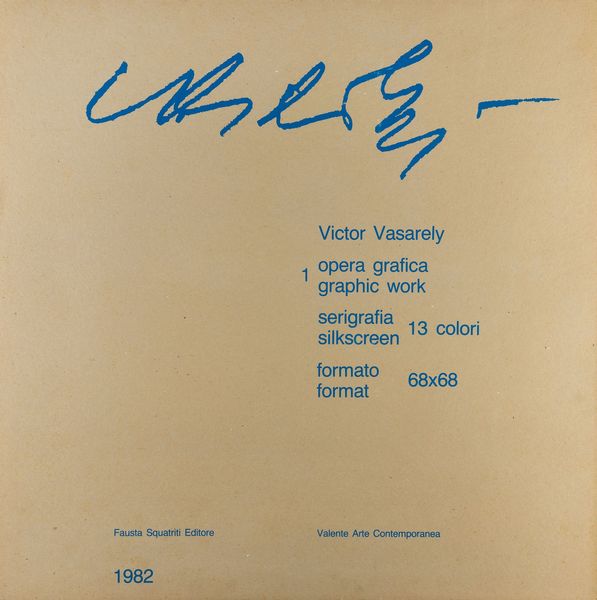 Vasarely -
Victor Vasarely
1 opera grafica
graphic work
serigrafia 13 colori
silkscreen
formato 68x68
format
Fausta Squatriti Editore Valente Arte Contemporanea
1982